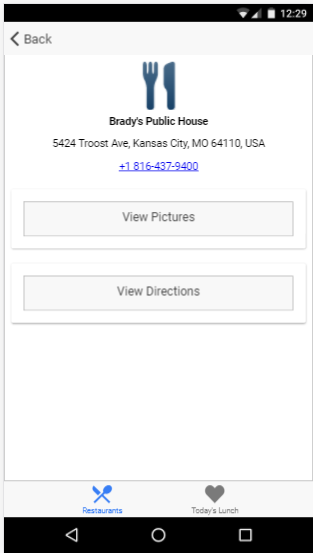 12:29
Back
Brady's Public House
5424 Troost Ave, Kansas City, MO 64110, USA
+1 816-437-9400
View Pictures
View Directions
Restaurants
Today's Lunch